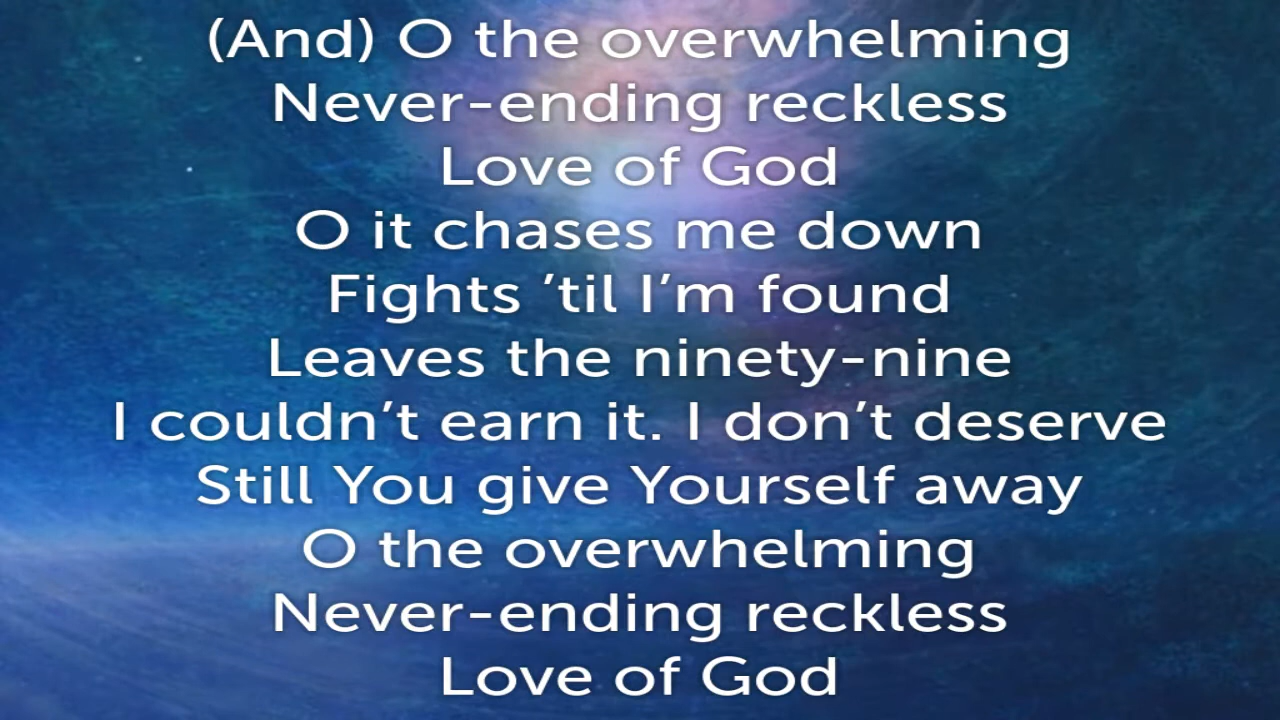 (And) O the overwhelming
Never-ending reckless
Love of God
O it chases me down
Fights ’til I’m found
Leaves the ninety-nine
I couldn’t earn it. I don’t deserve
Still You give Yourself away
O the overwhelming
Never-ending reckless
Love of God